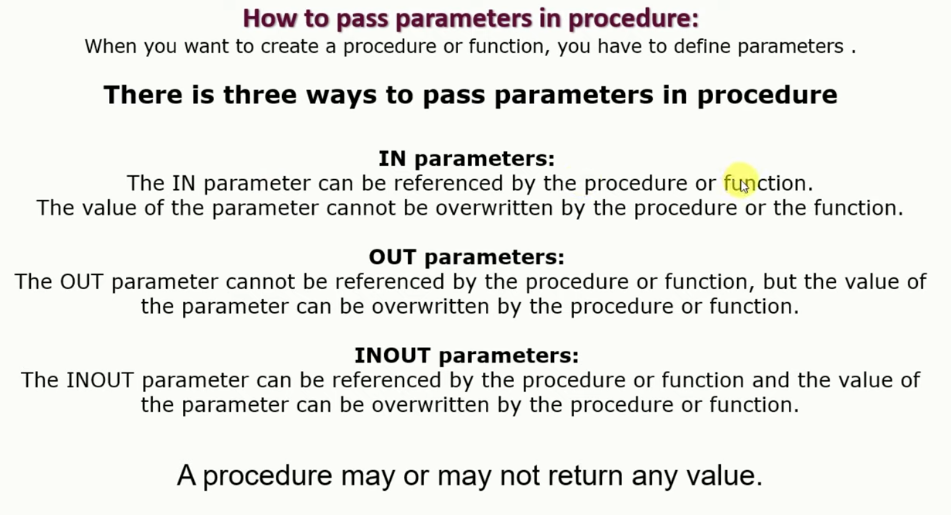 How to pass parameters in procedure:
When you want to create a procedure or function, you have to define parameters .
There is three ways to pass parameters in procedure
IN parameters:
The IN parameter can be referenced by the procedure or function.
The value of the parameter cannot be overwritten by the procedure or the function.
OUT parameters:
The OUT parameter cannot be referenced by the procedure or function, but the value of
the parameter can be overwritten by the procedure or function.
INOUT parameters:
The INOUT parameter can be referenced by the procedure or function and the value of
the parameter can be overwritten by the procedure or function.
A procedure may or may not return any value.